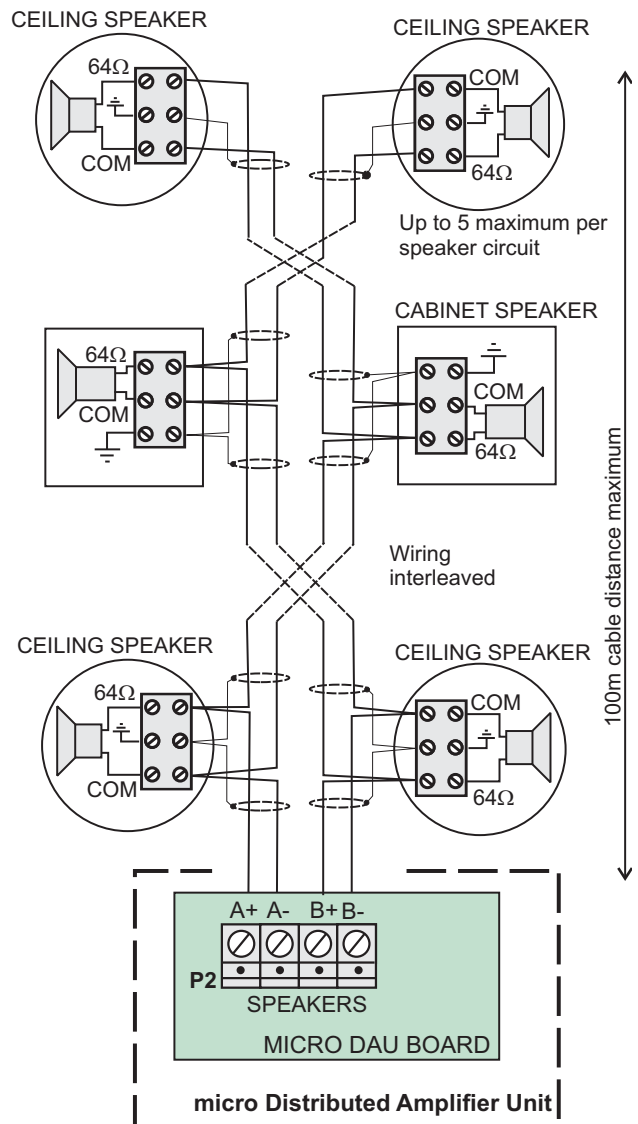 CEILING SPEAKER
CEILING SPEAKER
64Ω
COM
COM
64Ω
Up to 5 maximum per
speaker circuit
CABINET SPEAKER
64Ω
COM
COM
64Ω
100m cable distance maximum
Wiring
interleaved
CEILING SPEAKER
CEILING SPEAKER
64Ω
COM
COM
64Ω
A+ A- B+ B-
P2
SPEAKERS
MICRO DAU BOARD
micro Distributed Amplifier Unit